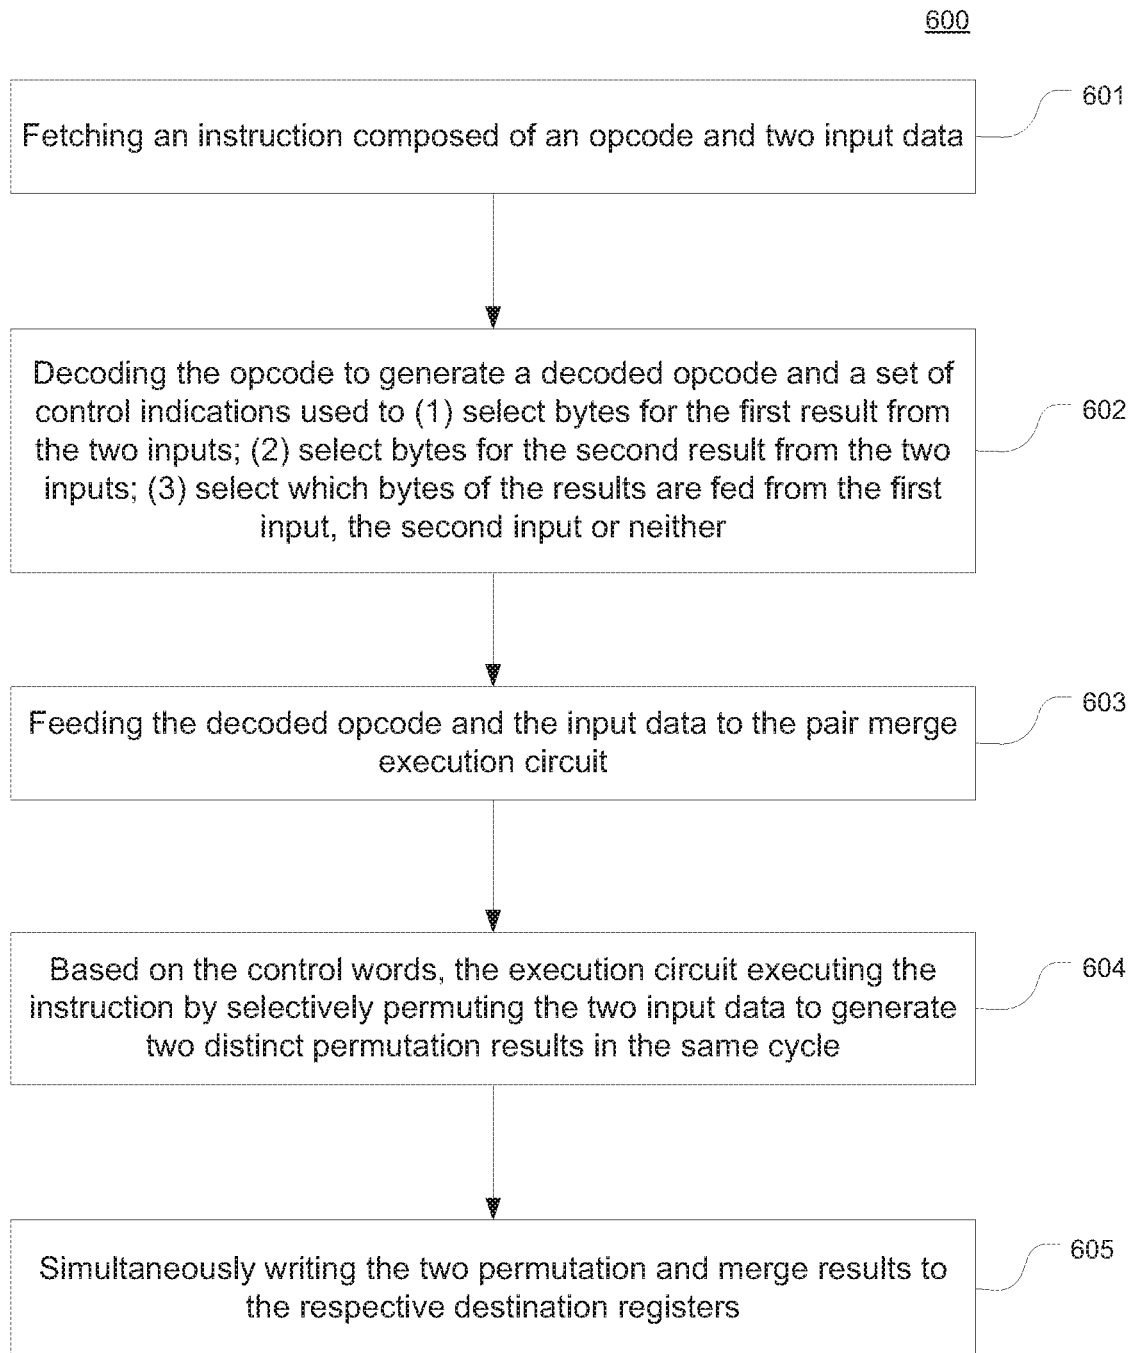 600
601
Fetching an instruction composed of an opcode and two input data
Decoding the opcode to generate a decoded opcode and a set of
control indications used to (1) select bytes for the first result from
the two inputs; (2) select bytes for the second result from the two
inputs; (3) select which bytes of the results are fed from the first
input, the second input or neither
602
Feeding the decoded opcode and the input data to the pair merge
execution circuit
603
Based on the control words, the execution circuit executing the
instruction by selectively permuting the two input data to generate
two distinct permutation results in the same cycle
604
Simultaneously writing the two permutation and merge results to
the respective destination registers
605